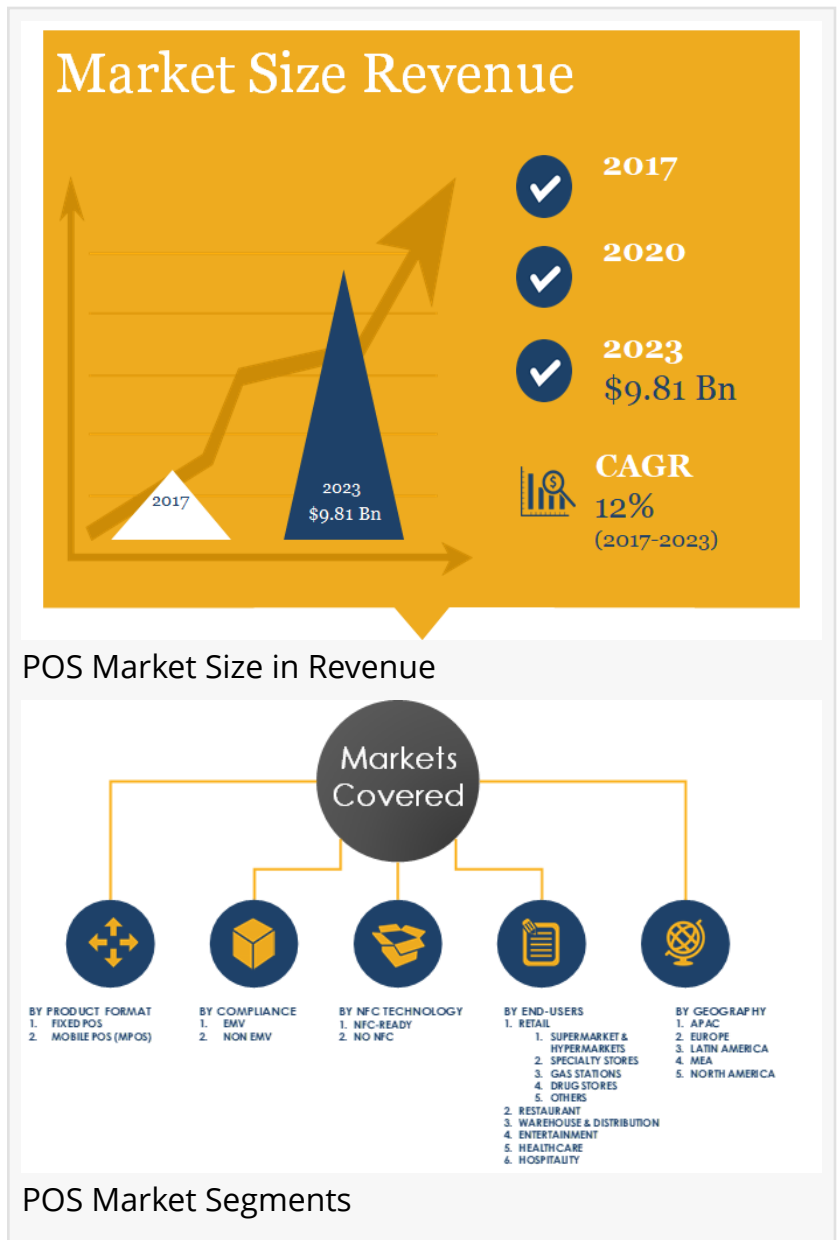 Market Size Revenue
2017
2020
2023
$9.81 Bn
CAGR
12%
(2017-2023)
2017
2023
$9.81 Bn
POS Market Size in Revenue
Markets
Covered
BY PRODUCT FORMAT
1. FIXED POS
2. MOBILE POS (MPOS)
BY COMPLIANCE
1. EMV
2. NON EMV
BY NFC TECHNOLOGY
1. NFC-READY
2. NO NFC
BY END-USERS
1. RETAIL
1. SUPERMARKET &
HYPERMARKETS
2. SPECIALTY STORES
3. GAS STATIONS
4. DRUG STORES
5. OTHERS
2. RESTAURANT
3. WAREHOUSE & DISTRIBUTION
4. ENTERTAINMENT
5. HEALTHCARE
6. HOSPITALITY
BY GEOGRAPHY
1. APAC
2. EUROPE
3. LATIN AMERICA
4. MEA
5. NORTH AMERICA
POS Market Segments